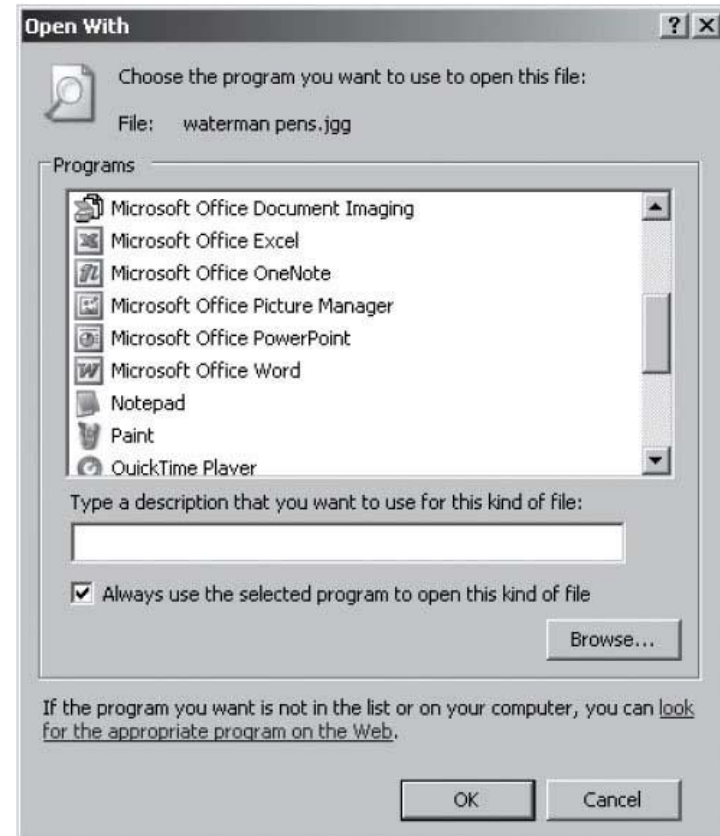 Open With
Choose the program you want to use to open this file:
File: waterman pens.jgg
Programs
Microsoft Office Document Imaging
Microsoft Office Excel
Microsoft Office OneNote
Microsoft Office Picture Manager
Microsoft Office PowerPoint
Microsoft Office Word
Notepad
Paint
QuickTime Player
Type a description that you want to use for this kind of file:
Always use the selected program to open this kind of file
Browse...
If the program you want is not in the list or on your computer, you can look
for the appropriate program on the Web.
OK Cancel